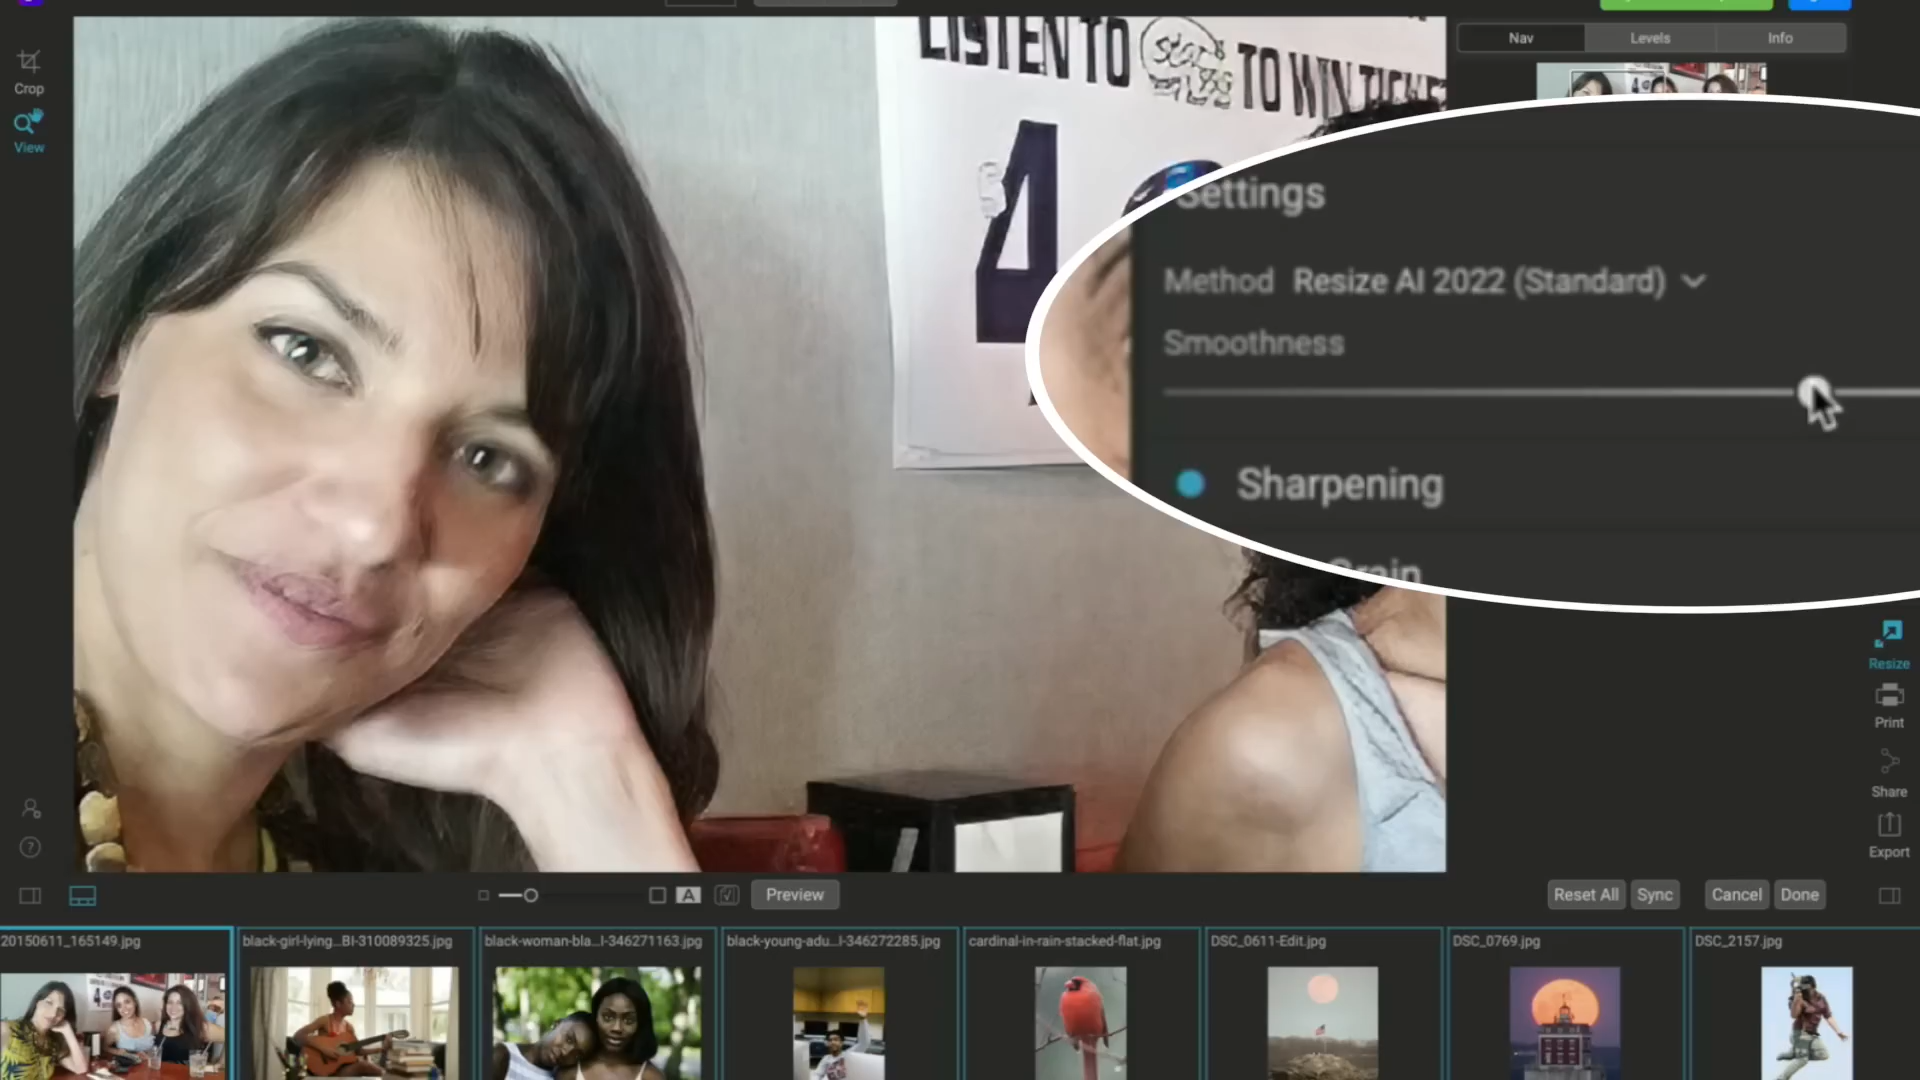 Crop
View
LISTEN TO
TO WIN TICKE
4
Nav
Levels
Info
Settings
Method Resize AI 2022 (Standard)
Smoothness
Sharpening
Grain
Resize
Print
Share
Export
A
Preview
Reset All
Sync
Cancel
Done
20150611_165149.jpg
black-girl-lying...BI-310089325.jpg
black-woman-bla...I-346271163.jpg
black-young-adu...I-346272285.jpg
cardinal-in-rain-stacked-flat.jpg
DSC_0611-Edit.jpg
DSC_0769.jpg
DSC_2157.jpg